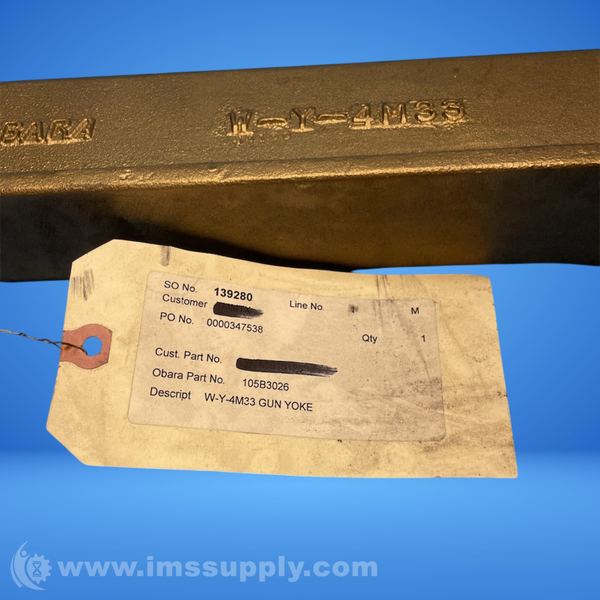 W-Y-4M33
SO No. 139280 Line No. 1 M
Customer
PO No. 0000347538 Qty 1
Cust. Part No.
Obara Part No. 105B3026
Descript W-Y-4M33 GUN YOKE
www.imssupply.com